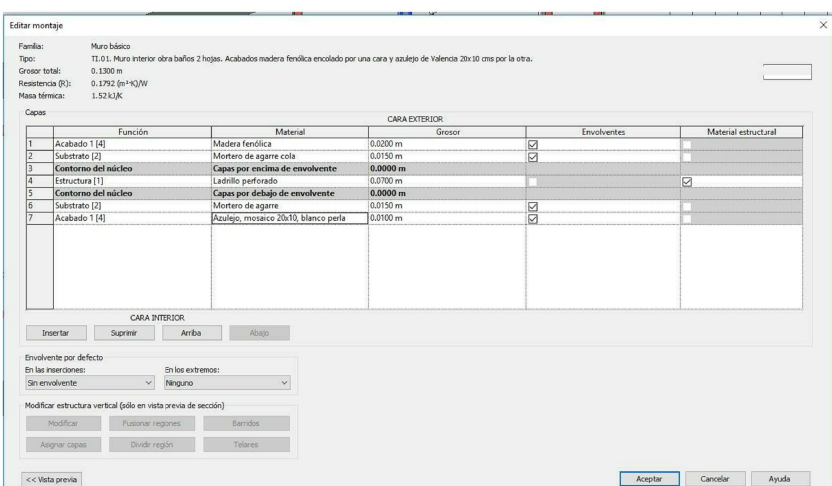 Editar montaje
Familia: Muro básico
Tipo: TI.01. Muro interior obra baños 2 hojas. Acabados madera fenólica encolado por una cara y azulejo de Valencia 20x10 cms por la otra.
Grosor total: 0.1300 m
Resistencia (R): 0.1792 (m²·K)/W
Masa térmica: 1.52 kJ/K
Capas
CARA EXTERIOR
Función Material Grosor Envolventes Material estructural
1 Acabado 1 [4] Madera fenólica 0.0200 m
2 Substrato [2] Mortero de agarre cola 0.0150 m
3 Contorno del núcleo Capas por encima de envolvente 0.0000 m
4 Estructura [1] Ladrillo perforado 0.0700 m
5 Contorno del núcleo Capas por debajo de envolvente 0.0000 m
6 Substrato [2] Mortero de agarre 0.0150 m
7 Acabado 1 [4] Azulejo, mosaico 20x10, blanco perla 0.0100 m
CARA INTERIOR
Insertar Suprimir Arriba Abajo
Envolvente por defecto
En las inserciones: En los extremos:
Sin envolvente Ninguno
Modificar estructura vertical (sólo en vista previa de sección)
Modificar Fusionar regiones Barridos
Asignar capas Dividir región Telares
<< Vista previa Aceptar Cancelar Ayuda